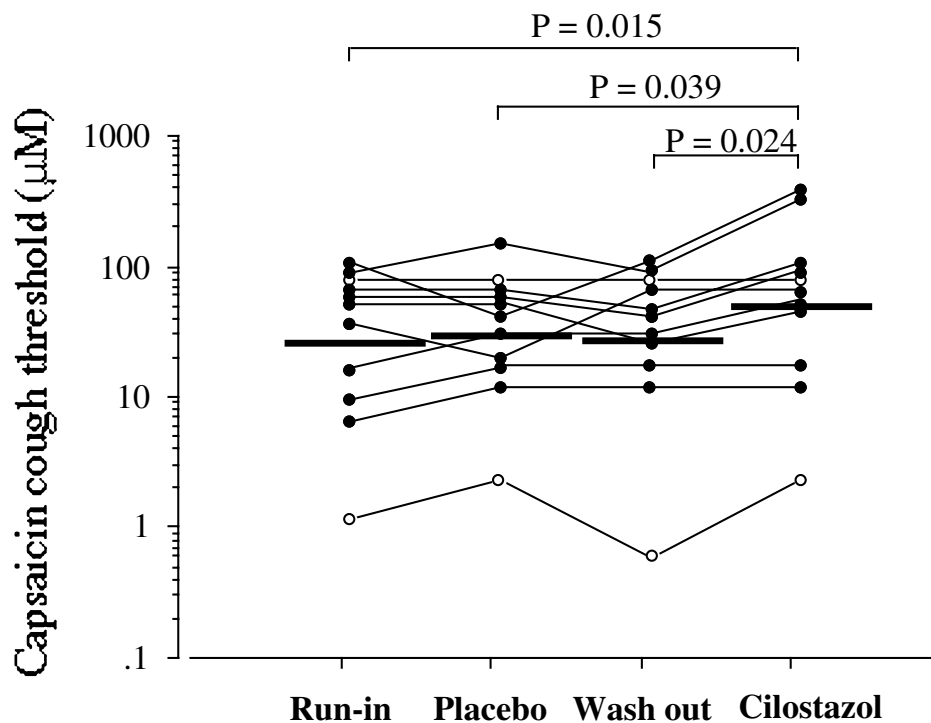 P = 0.015
P = 0.039
P = 0.024
Capsaicin cough threshold (μM)
1000
100
10
1
.1
Run-in Placebo Wash out Cilostazol